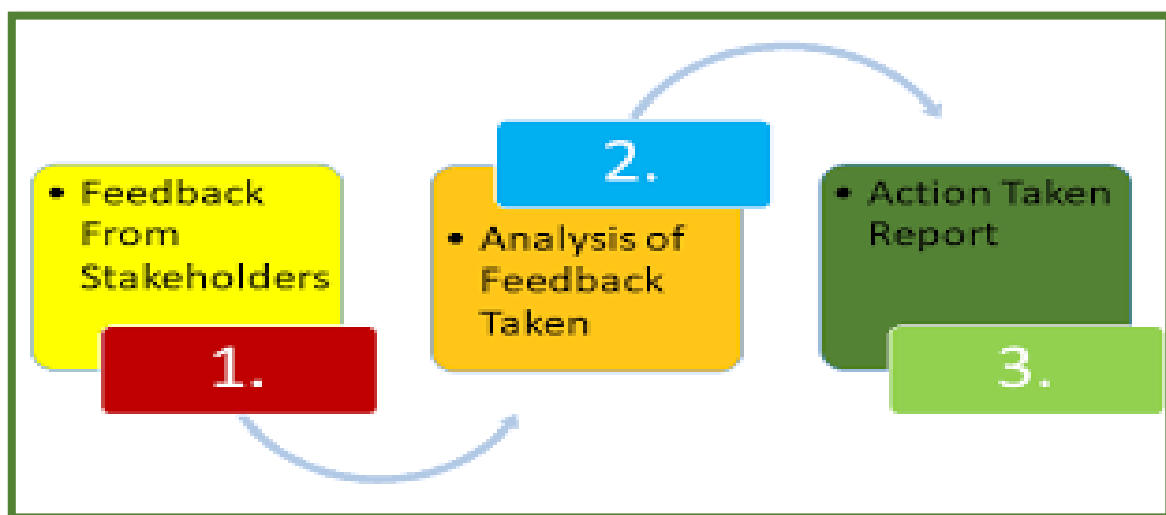 • Feedback
From
Stakeholders
1.
2.
• Analysis of
Feedback
Taken
• Action Taken
Report
3.